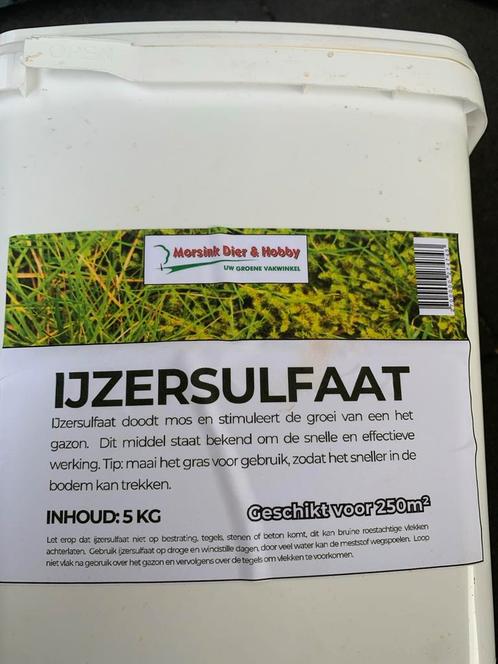 Morsink Dier & Hobby
UW GROENE VAKWINKEL
IJZERSULFAAT
IJzersulfaat doodt mos en stimuleert de groei van een het
gazon. Dit middel staat bekend om de snelle en effectieve
werking. Tip: maai het gras voor gebruik, zodat het sneller in de
bodem kan trekken.
INHOUD: 5 KG
Geschikt voor 250m²
Let erop dat ijzersulfaat niet op bestrating, tegels, stenen of beton komt, dit kan bruine roestachtige vlekken
achterlaten. Gebruik ijzersulfaat op droge en windstille dagen, door veel water kan de meststof wegspoelen. Loop
niet vlak na gebruik over het gazon en vervolgens over de tegels om vlekken te voorkomen.